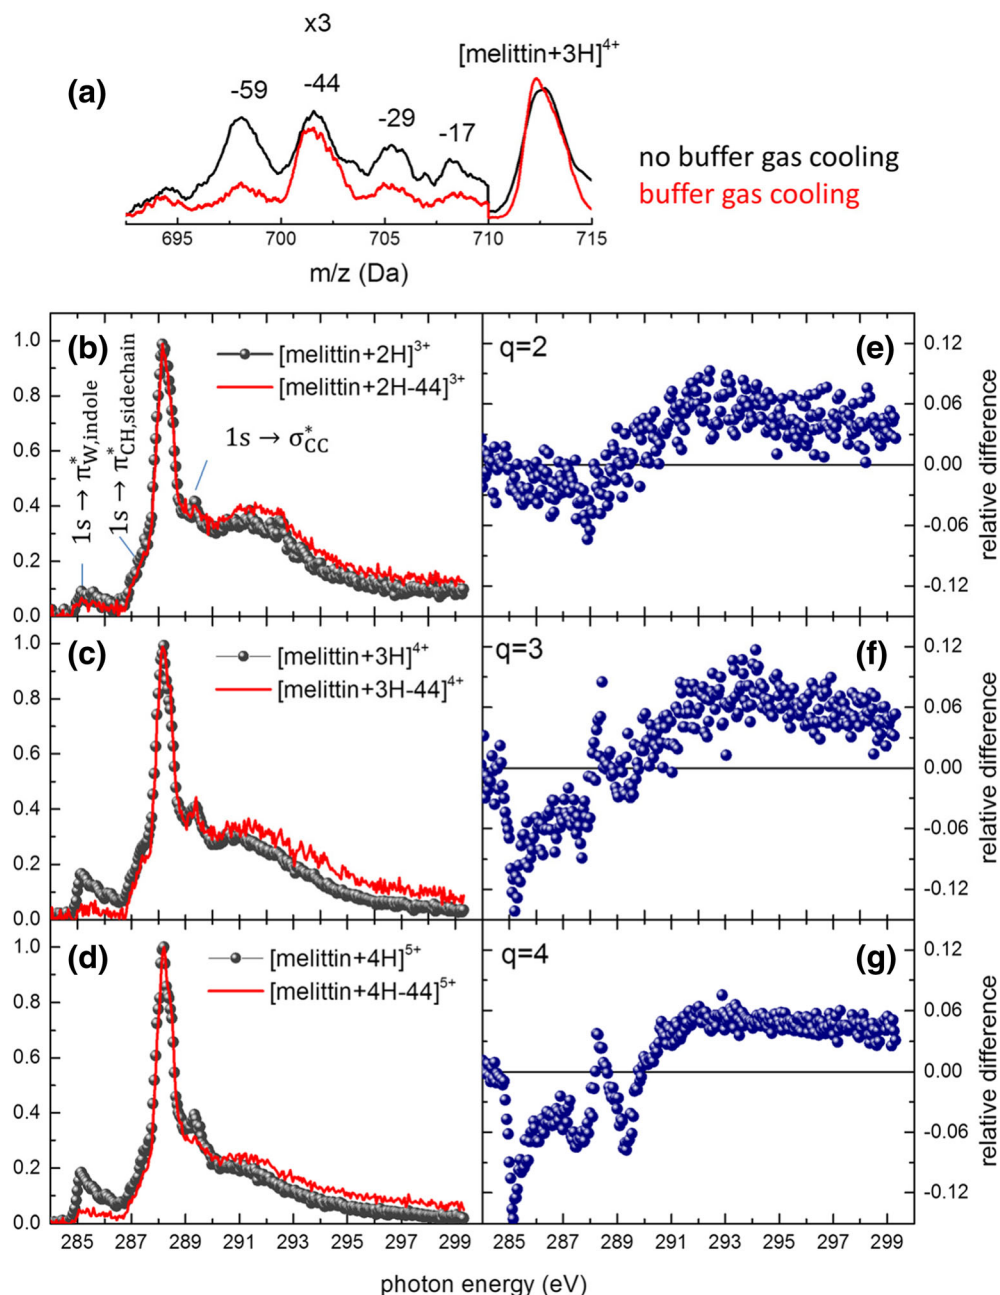 x3
(a)
-59
-44
-29
-17
[melittin+3H]⁴⁺
no buffer gas cooling
buffer gas cooling
695 700 705 710 715
m/z (Da)
(b)
[melittin+2H]³⁺
[melittin+2H-44]³⁺
1s → π*W,indole
1s → π*CH,sidechain
1s → σ*CC
1.0
0.8
0.6
0.4
0.2
0.0
q=2
(e)
0.12
0.06
0.00
-0.06
-0.12
relative difference
(c)
[melittin+3H]⁴⁺
[melittin+3H-44]⁴⁺
1.0
0.8
0.6
0.4
0.2
0.0
q=3
(f)
0.12
0.06
0.00
-0.06
-0.12
relative difference
(d)
[melittin+4H]⁵⁺
[melittin+4H-44]⁵⁺
1.0
0.8
0.6
0.4
0.2
0.0
285 287 289 291 293 295 297 299
q=4
(g)
0.12
0.06
0.00
-0.06
-0.12
relative difference
285 287 289 291 293 295 297 299
photon energy (eV)